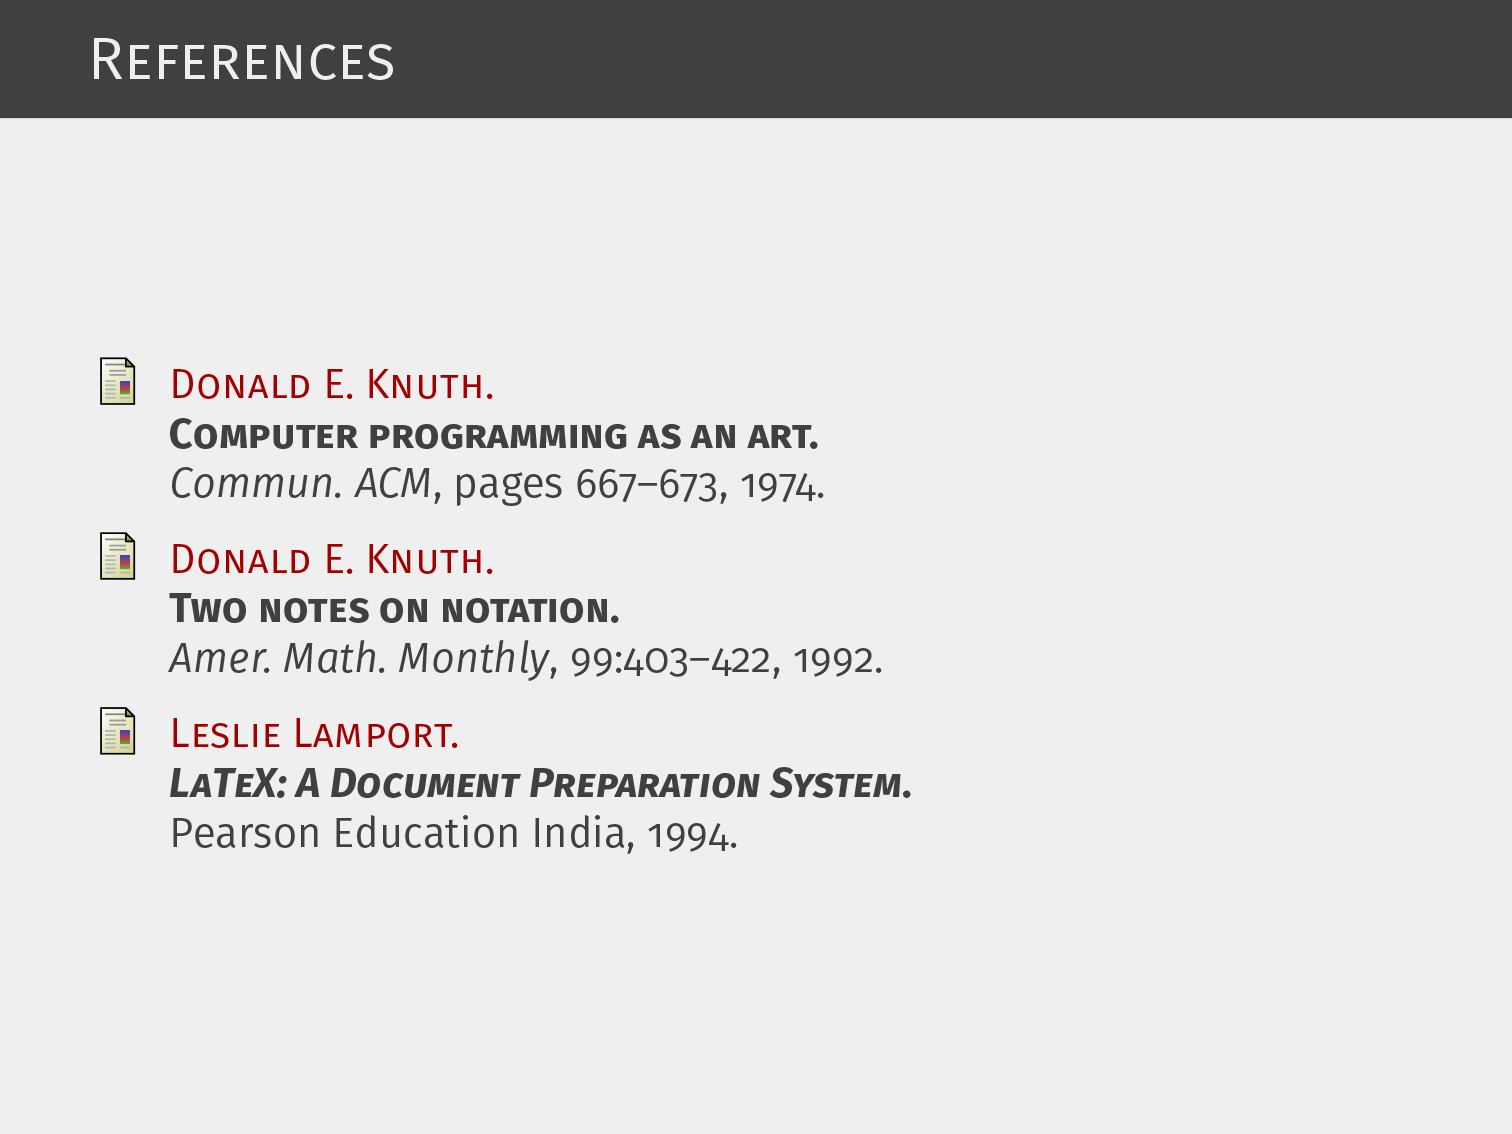 References
Donald E. Knuth.
Computer programming as an art.
Commun. ACM, pages 667–673, 1974.
Donald E. Knuth.
Two notes on notation.
Amer. Math. Monthly, 99:403–422, 1992.
Leslie Lamport.
LaTeX: A Document Preparation System.
Pearson Education India, 1994.